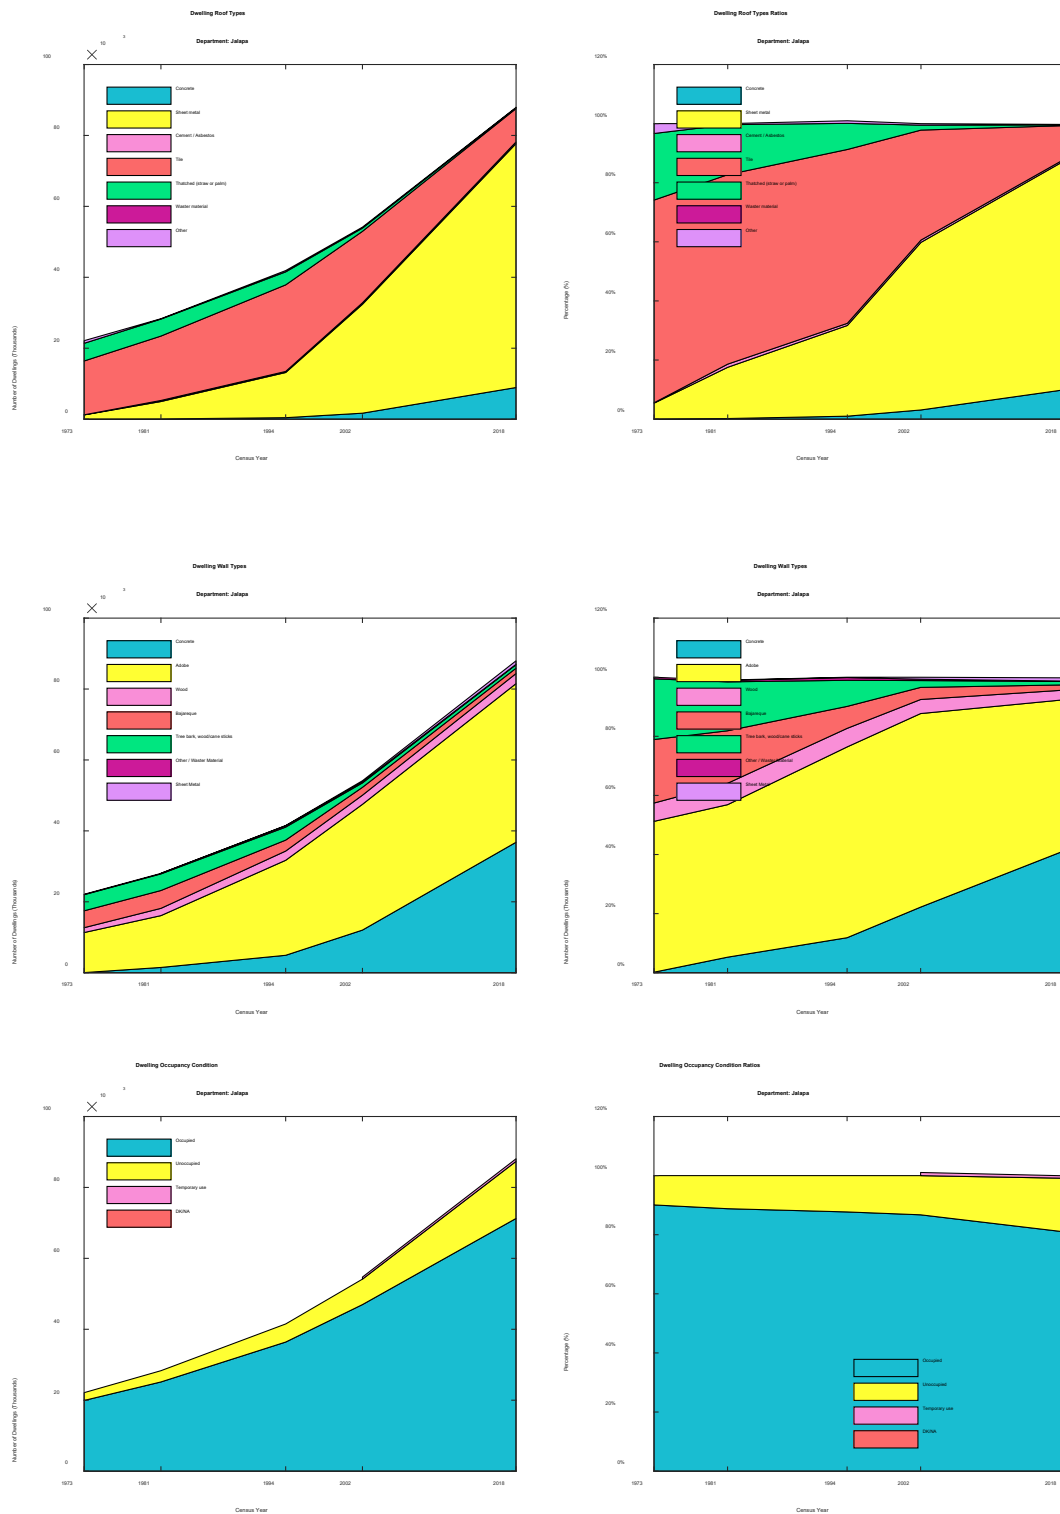 Dwelling Roof Types
Department: Jalapa
10 3
100
80
60
40
20
0
Number of Dwellings (Thousands)
Concrete
Sheet metal
Cement / Asbestos
Tile
Thatched (straw or palm)
Waster material
Other
1973 1981 1994 2002 2018
Census Year
Dwelling Roof Types Ratios
Department: Jalapa
120%
100%
80%
60%
40%
20%
0%
Percentage (%)
Concrete
Sheet metal
Cement / Asbestos
Tile
Thatched (straw or palm)
Waster material
Other
1973 1981 1994 2002 2018
Census Year
Dwelling Wall Types
Department: Jalapa
10 3
100
80
60
40
20
0
Number of Dwellings (Thousands)
Concrete
Adobe
Wood
Bajareque
Tree bark, wood/cane sticks
Other / Waster Material
Sheet Metal
1973 1981 1994 2002 2018
Census Year
Dwelling Wall Types
Department: Jalapa
120%
100%
80%
60%
40%
20%
0%
Number of Dwellings (Thousands)
Concrete
Adobe
Wood
Bajareque
Tree bark, wood/cane sticks
Other / Waster Material
Sheet Metal
1973 1981 1994 2002 2018
Census Year
Dwelling Occupancy Condition
Department: Jalapa
10 3
100
80
60
40
20
0
Number of Dwellings (Thousands)
Occupied
Unoccupied
Temporary use
DK/NA
1973 1981 1994 2002 2018
Census Year
Dwelling Occupancy Condition Ratios
Department: Jalapa
120%
100%
80%
60%
40%
20%
0%
Percentage (%)
Occupied
Unoccupied
Temporary use
DK/NA
1973 1981 1994 2002 2018
Census Year